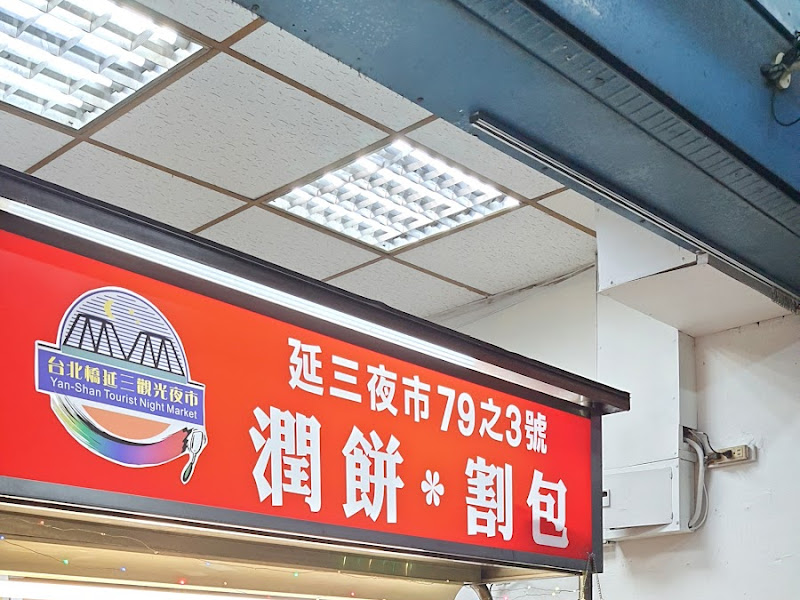 台北橋延三觀光夜市
Yan-Shan Tourist Night Market
延三夜市79之3號
潤餅*割包